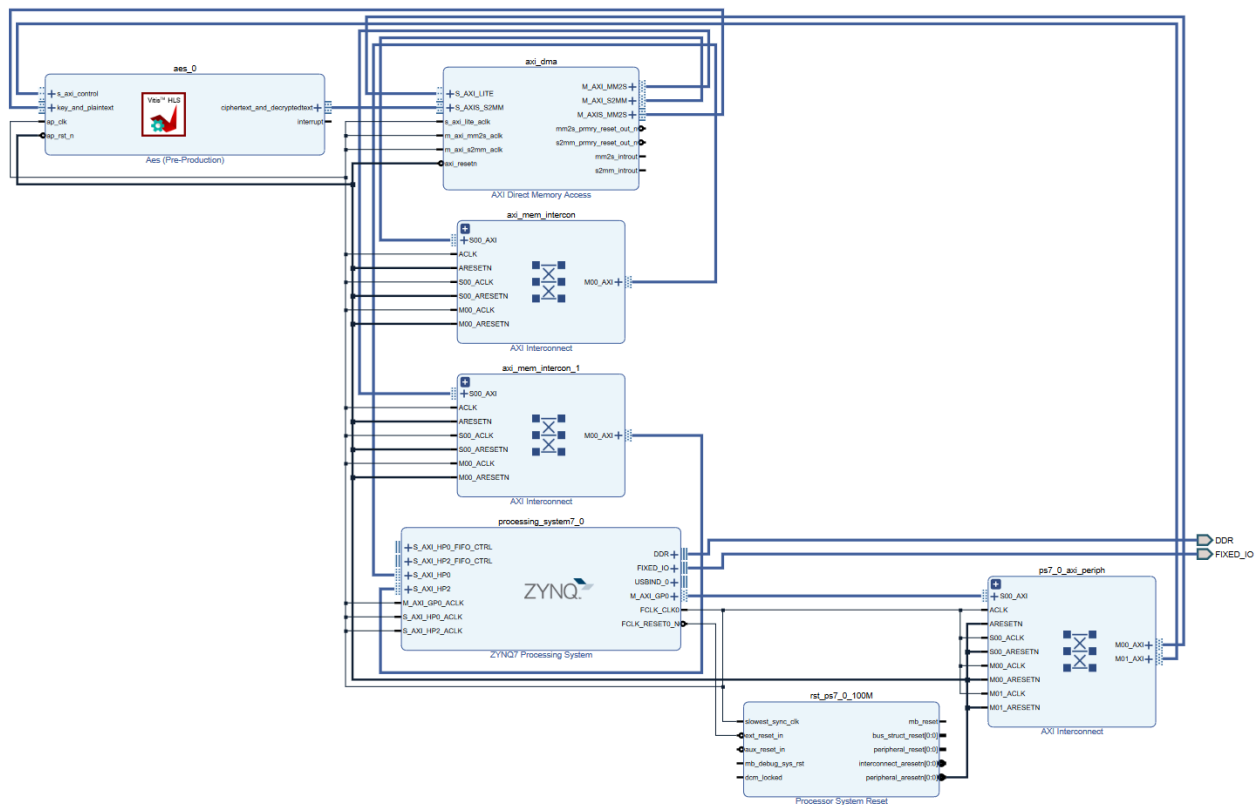 aes_0
s_axi_control
key_and_plaintext
ap_clk
ap_rst_n
Vitis™ HLS
ciphertext_and_decryptedtext
interrupt
Aes (Pre-Production)
axi_dma
S_AXI_LITE
S_AXIS_S2MM
s_axi_lite_aclk
m_axi_mm2s_aclk
m_axi_s2mm_aclk
axi_resetn
M_AXI_MM2S
M_AXI_S2MM
M_AXIS_MM2S
mm2s_prmry_reset_out_n
s2mm_prmry_reset_out_n
mm2s_introut
s2mm_introut
AXI Direct Memory Access
axi_mem_intercon
S00_AXI
ACLK
ARESETN
S00_ACLK
S00_ARESETN
M00_ACLK
M00_ARESETN
M00_AXI
AXI Interconnect
axi_mem_intercon_1
S00_AXI
ACLK
ARESETN
S00_ACLK
S00_ARESETN
M00_ACLK
M00_ARESETN
M00_AXI
AXI Interconnect
processing_system7_0
S_AXI_HP0_FIFO_CTRL
S_AXI_HP2_FIFO_CTRL
S_AXI_HP0
S_AXI_HP2
M_AXI_GP0_ACLK
S_AXI_HP0_ACLK
S_AXI_HP2_ACLK
ZYNQ
DDR
FIXED_IO
USBIND_0
M_AXI_GP0
FCLK_CLK0
FCLK_RESET0_N
ZYNQ7 Processing System
DDR
FIXED_IO
ps7_0_axi_periph
S00_AXI
ACLK
ARESETN
S00_ACLK
S00_ARESETN
M00_ACLK
M00_ARESETN
M01_ACLK
M01_ARESETN
M00_AXI
M01_AXI
AXI Interconnect
rst_ps7_0_100M
slowest_sync_clk
ext_reset_in
aux_reset_in
mb_debug_sys_rst
dcm_locked
mb_reset
bus_struct_reset[0:0]
peripheral_reset[0:0]
interconnect_aresetn[0:0]
peripheral_aresetn[0:0]
Processor System Reset